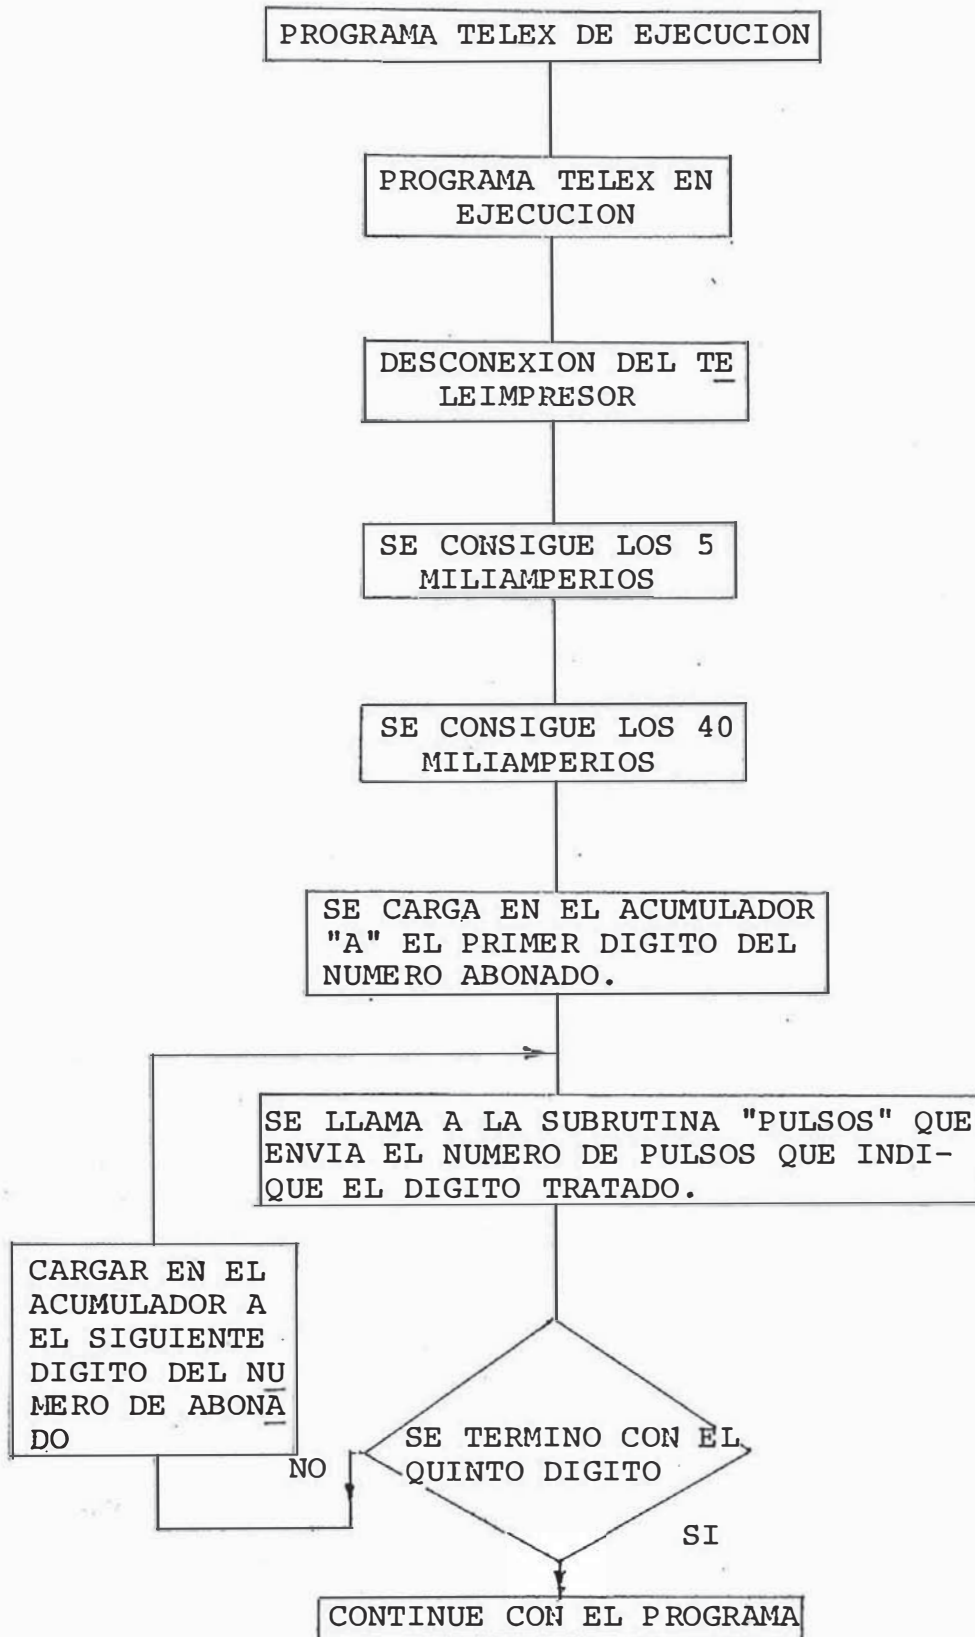 PROGRAMA TELEX DE EJECUCION
PROGRAMA TELEX EN
EJECUCION
DESCONEXION DEL TE
LEIMPRESOR
SE CONSIGUE LOS 5
MILIAMPERIOS
SE CONSIGUE LOS 40
MILIAMPERIOS
SE CARGA EN EL ACUMULADOR
"A" EL PRIMER DIGITO DEL
NUMERO ABONADO.
SE LLAMA A LA SUBRUTINA "PULSOS" QUE
ENVIA EL NUMERO DE PULSOS QUE INDI-
QUE EL DIGITO TRATADO.
CARGAR EN EL
ACUMULADOR A
EL SIGUIENTE
DIGITO DEL NU
MERO DE ABONA
DO
SE TERMINO CON EL
QUINTO DIGITO
NO
SI
CONTINUE CON EL PROGRAMA